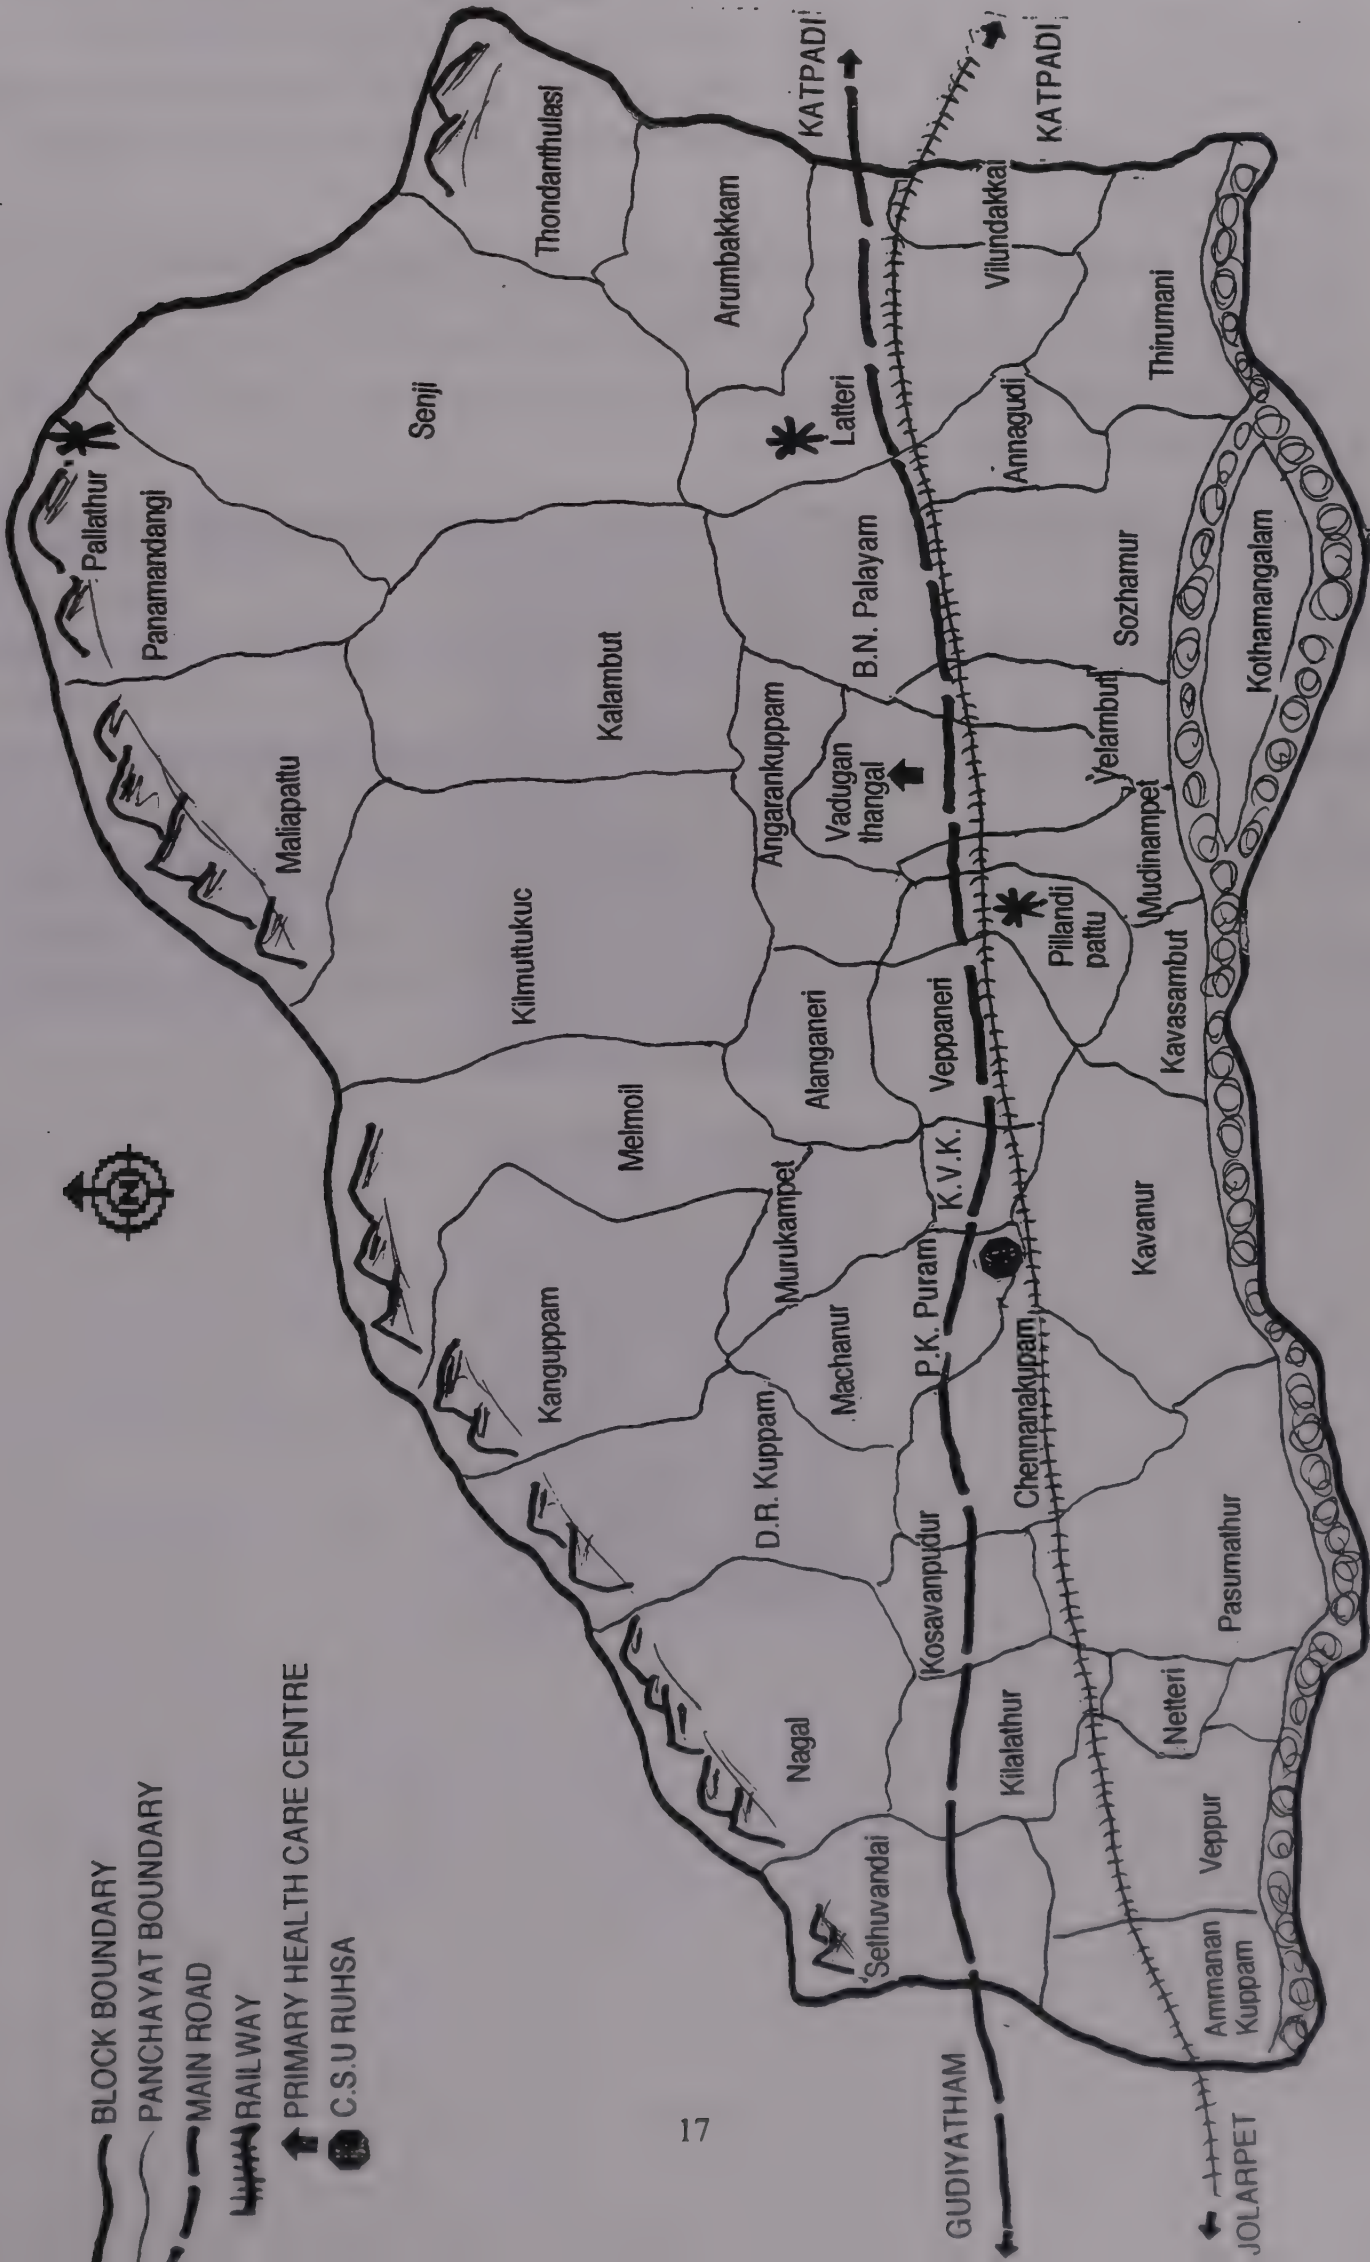 BLOCK BOUNDARY
PANCHAYAT BOUNDARY
MAIN ROAD
RAILWAY
PRIMARY HEALTH CARE CENTRE
C.S.U RUHSA
N
Pallathur
Panamandangi
Maliapattu
Senji
Thondanthulasi
Kilmuttukuc
Kalambut
Arumbakkam
Kanguppam
Melmoil
Nagal
D.R. Kuppam
Murukampet
Machanur
Alanganeri
Angarankuppam
Vadugan
thangal
B.N. Palayam
Latteri
KATPADI
KATPADI
Sethuvandai
Kosavanpudur
P.K. Puram
K.V.K.
Veppaneri
Kilalathur
Chennanakupam
Pillandi
pattu
Annagudi
Vilundakkal
GUDIYATHAM
Netteri
Kavanur
Kavasambut
Mudinampet
Yelambut
Sozhamur
Thirumani
Ammanan
Kuppam
Veppur
Pasumathur
Kothamangalam
JOLARPET
17